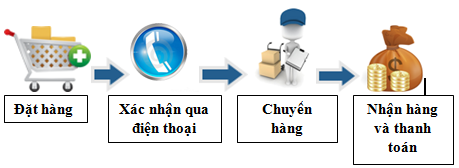 Đặt hàng
Xác nhận qua
điện thoại
Chuyển
hàng
Nhận hàng
và thanh
toán